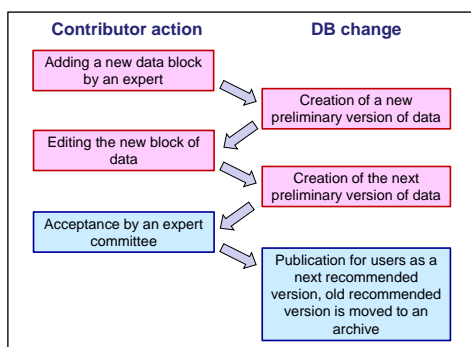 Contributor action
DB change
Adding a new data block
by an expert
Creation of a new
preliminary version of data
Editing the new block of
data
Creation of the next
preliminary version of data
Acceptance by an expert
committee
Publication for users as a
next recommended
version, old recommended
version is moved to an
archive